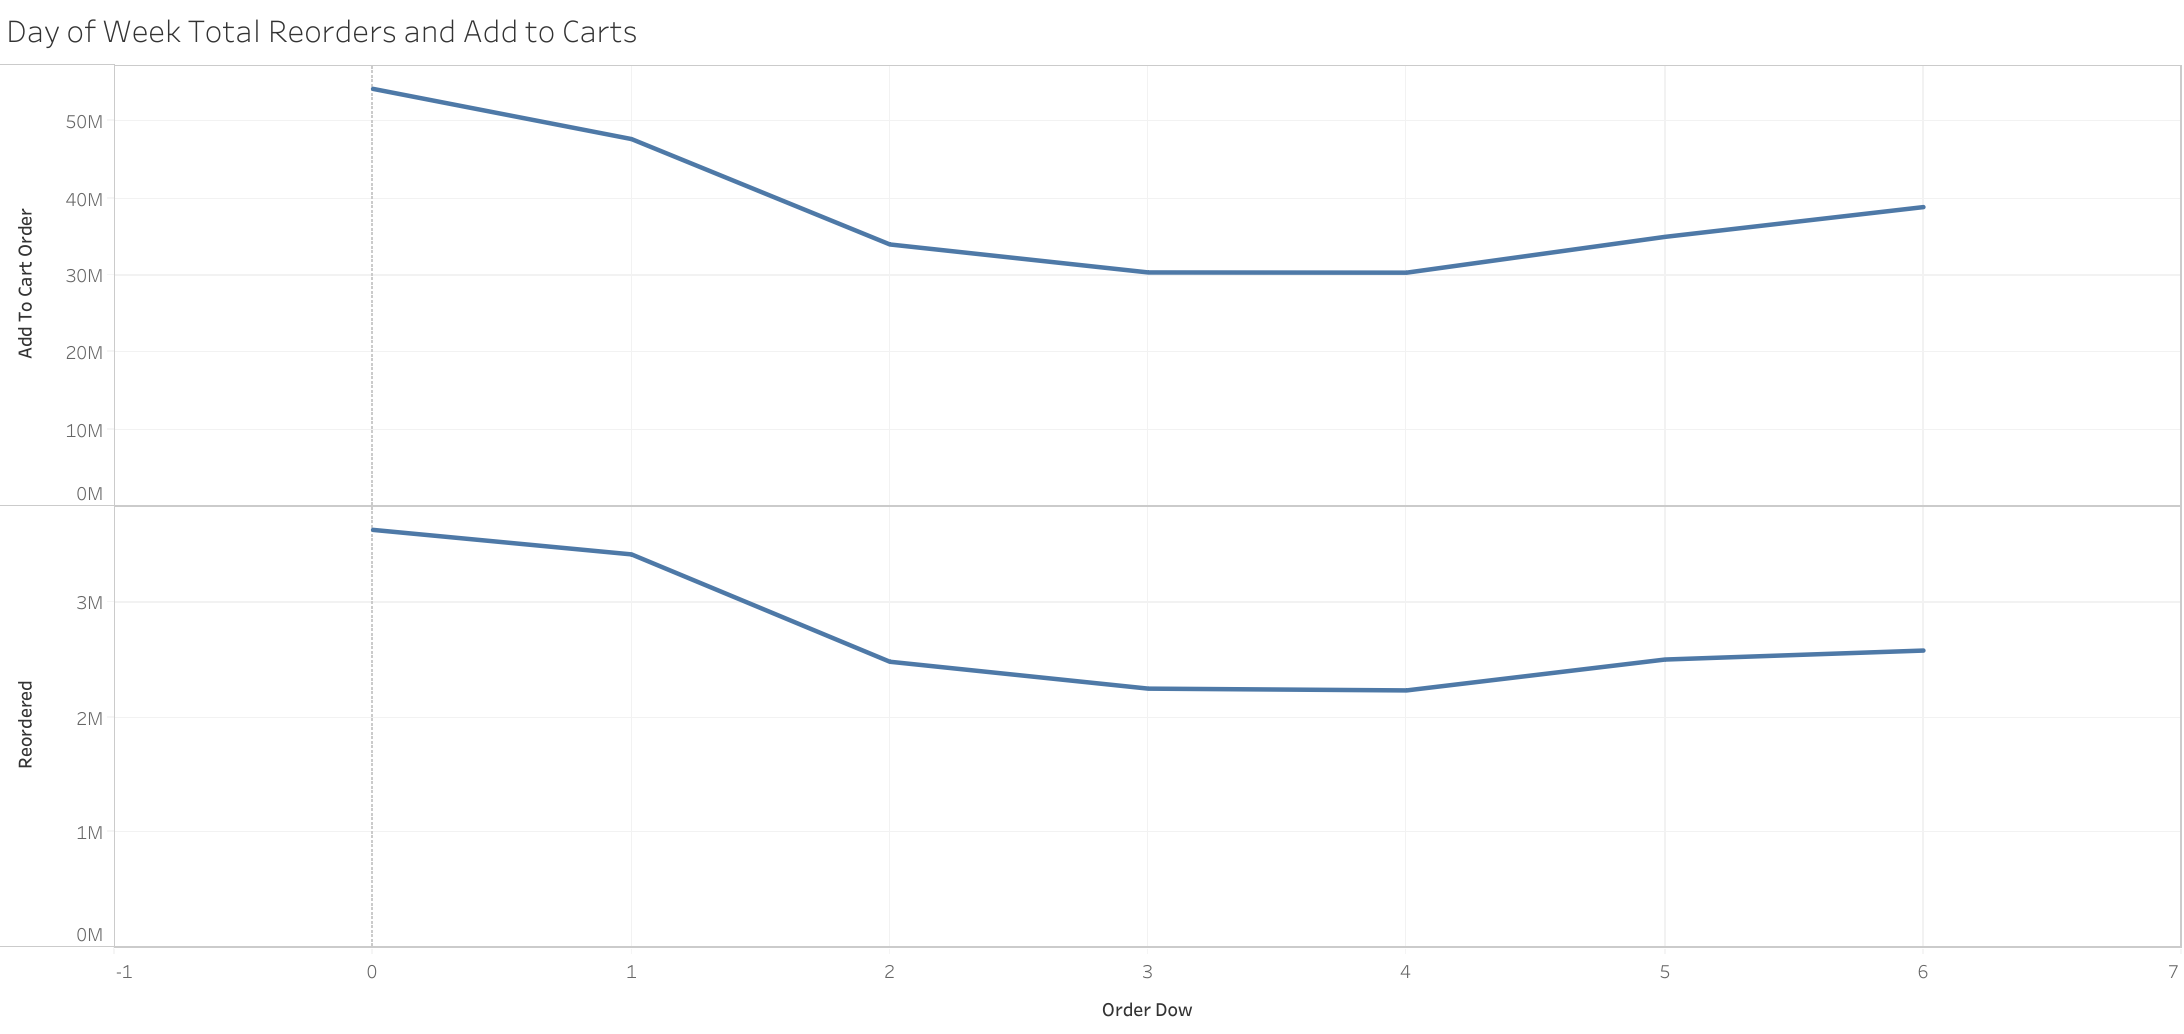 Day of Week Total Reorders and Add to Carts
Add To Cart Order
50M
40M
30M
20M
10M
0M
Reordered
3M
2M
1M
0M
-1 0 1 2 3 4 5 6 7
Order Dow